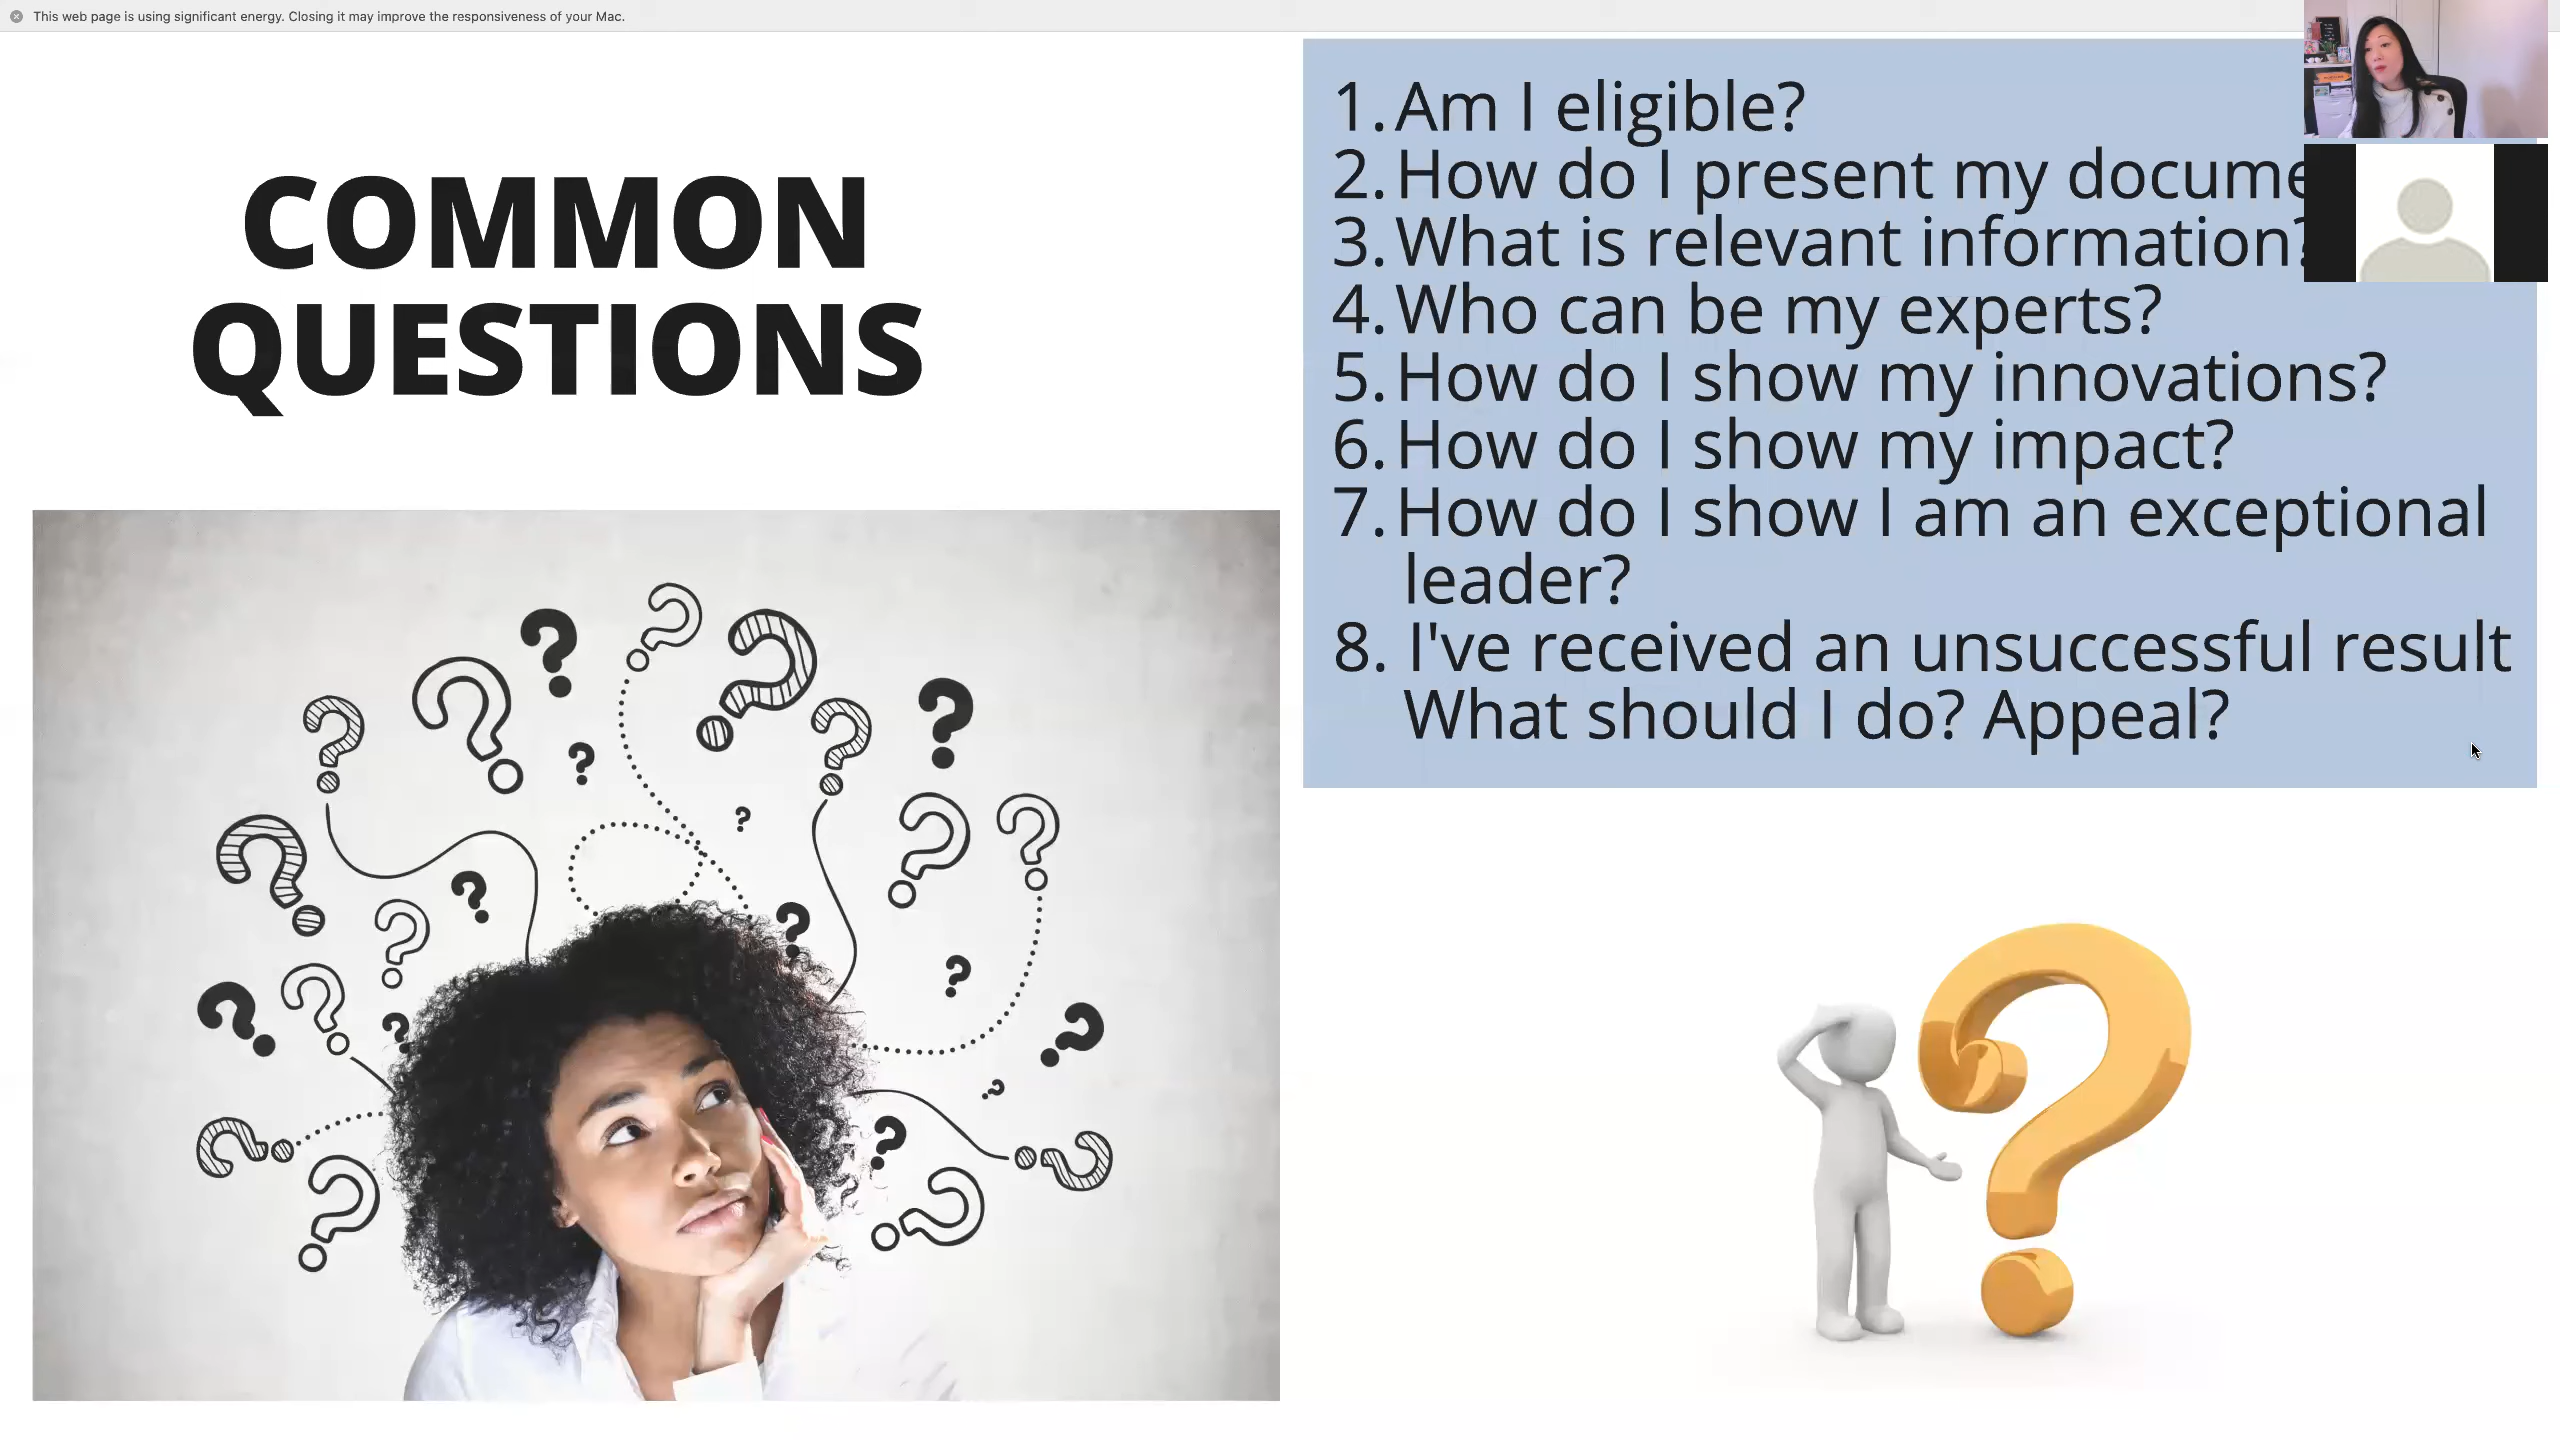 This web page is using significant energy. Closing it may improve the responsiveness of your Mac.
COMMON
QUESTIONS
1. Am I eligible?
2. How do I present my
3. What is relevant information?
4. Who can be my experts?
5. How do I show my innovations?
6. How do I show my impact?
7. How do I show I am an exceptional
leader?
8. I've received an unsuccessful result
What should I do? Appeal?